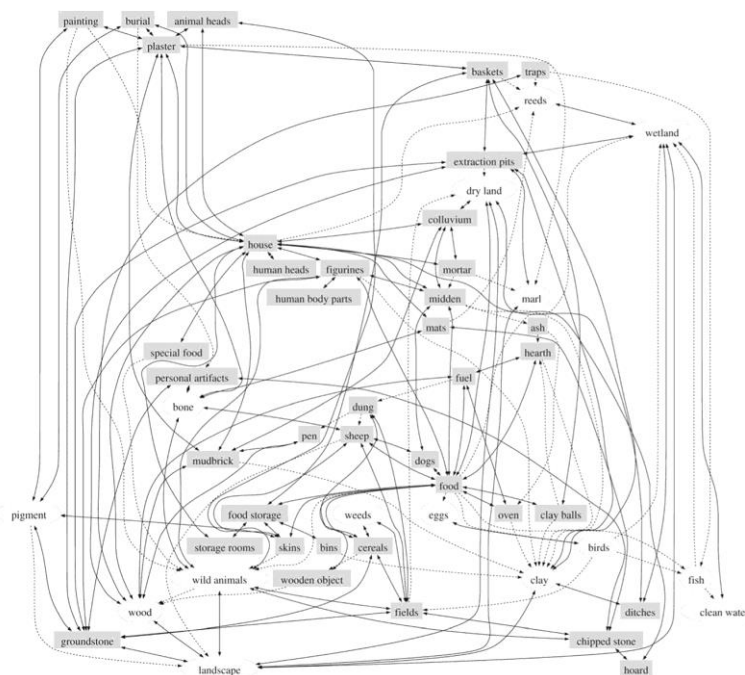 painting burial animal heads
plaster
baskets traps
reeds
wetland
extraction pits
dry land
colluvium
house
human heads figurines mortar
human body parts midden marl
mats ash
special food hearth
personal artifacts fuel
bone dung
pen sheep
mudbrick dogs
food
pigment food storage weeds eggs oven clay balls
storage rooms skins bins cereals birds
wild animals wooden object clay fish
wood fields ditches clean wate
groundstone chipped stone
landscape hoard